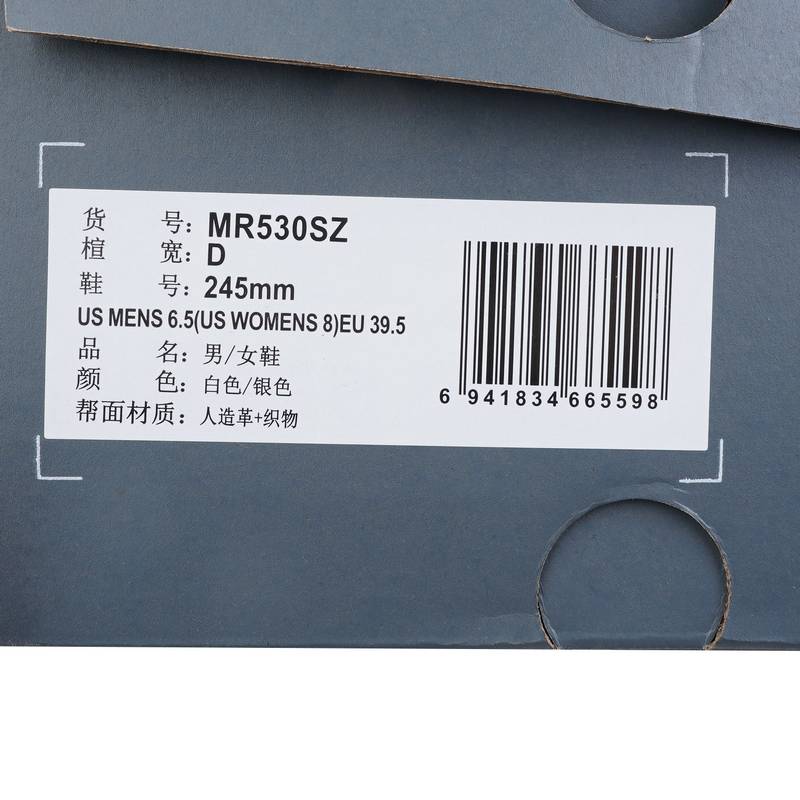 货 号: MR530SZ
楦 宽: D
鞋 号: 245mm
US MENS 6.5(US WOMENS 8)EU 39.5
品 名: 男/女鞋
颜 色: 白色/银色
帮面材质: 人造革+织物
6 941834 665598